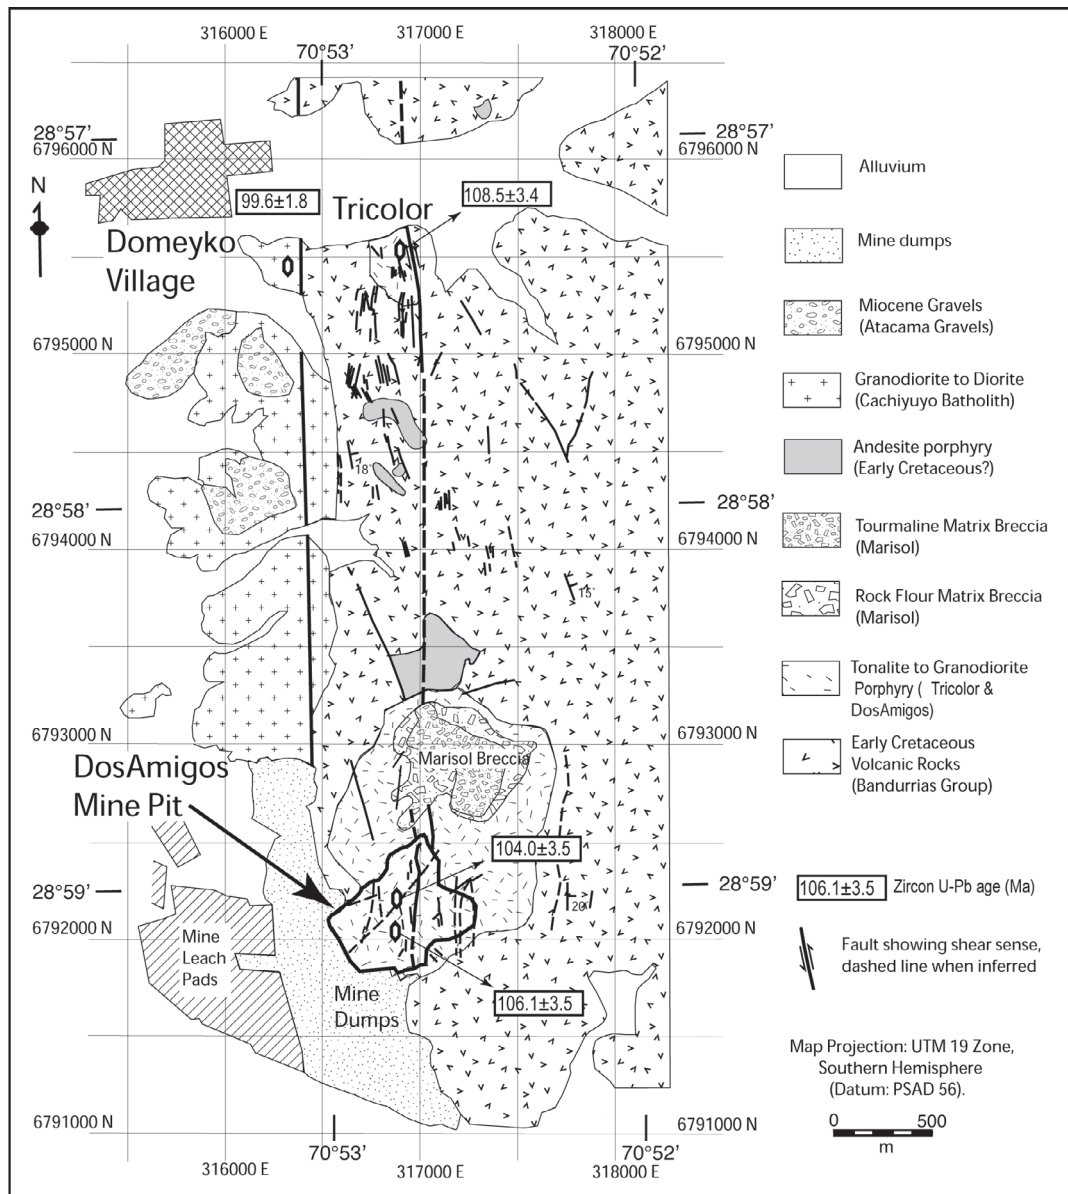 316000 E
317000 E
318000 E
70°53'
70°52'
28°57'
6796000 N
28°57'
6796000 N
N
99.6±1.8
Tricolor
108.5±3.4
Domeyko
Village
6795000 N
6795000 N
18
28°58'
6794000 N
28°58'
6794000 N
15
6793000 N
6793000 N
Marisol Breccia
DosAmigos
Mine Pit
104.0±3.5
28°59'
6792000 N
28°59'
6792000 N
20
Mine
Leach
Pads
Mine
Dumps
106.1±3.5
6791000 N
6791000 N
70°53'
70°52'
316000 E
317000 E
318000 E
Alluvium
Mine dumps
Miocene Gravels
(Atacama Gravels)
Granodiorite to Diorite
(Cachiyuyo Batholith)
Andesite porphyry
(Early Cretaceous?)
Tourmaline Matrix Breccia
(Marisol)
Rock Flour Matrix Breccia
(Marisol)
Tonalite to Granodiorite
Porphyry ( Tricolor &
DosAmigos)
Early Cretaceous
Volcanic Rocks
(Bandurrias Group)
106.1±3.5 Zircon U-Pb age (Ma)
Fault showing shear sense,
dashed line when inferred
Map Projection: UTM 19 Zone,
Southern Hemisphere
(Datum: PSAD 56).
0 500
m